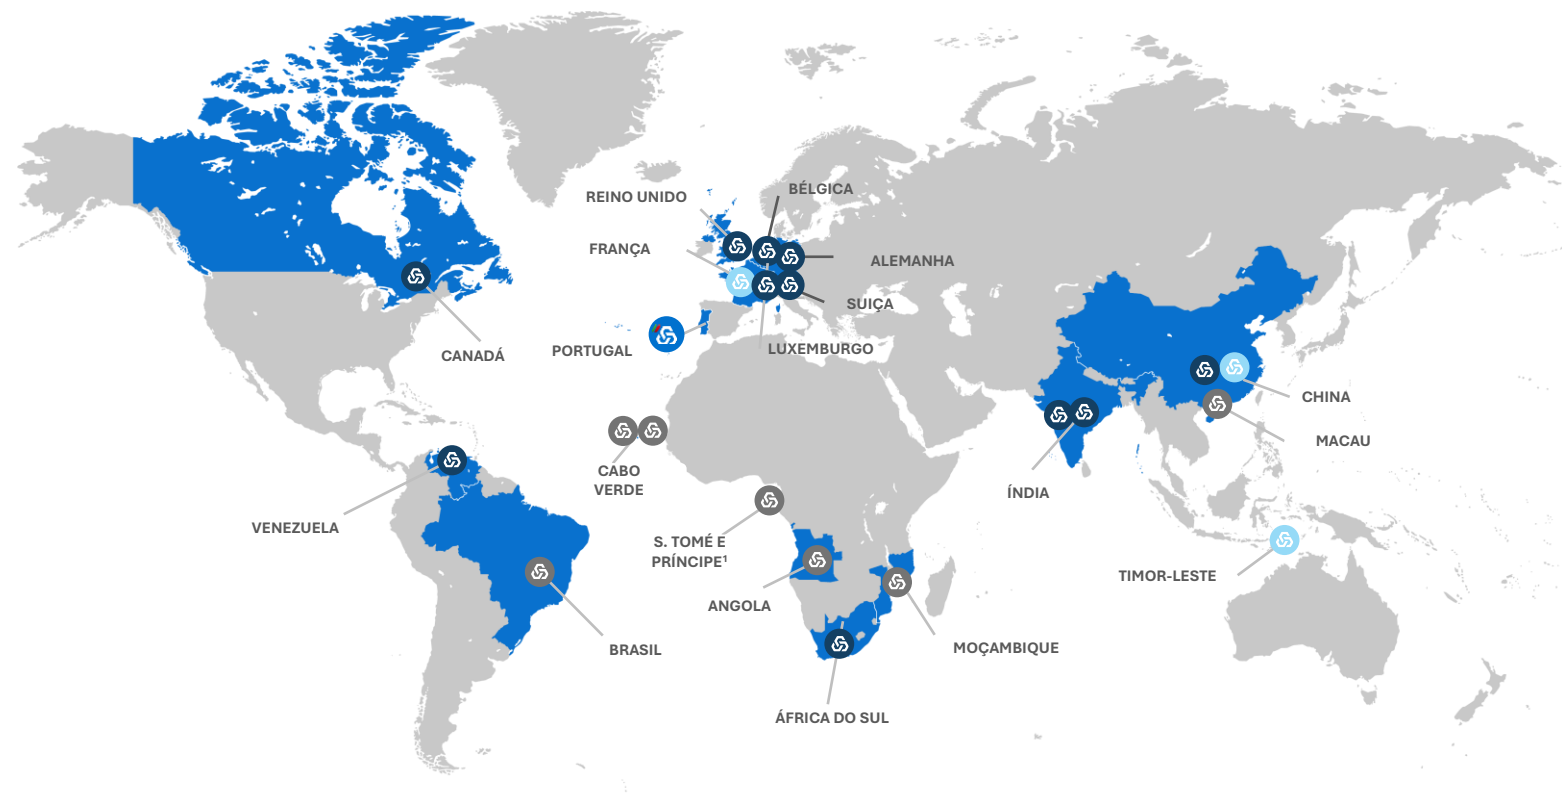 BÉLGICA
REINO UNIDO
FRANÇA
ALEMANHA
SUIÇA
PORTUGAL
LUXEMBURGO
CANADÁ
CHINA
MACAU
CABO
VERDE
ÍNDIA
VENEZUELA
S. TOMÉ E
PRÍNCIPE¹
TIMOR-LESTE
ANGOLA
BRASIL
MOÇAMBIQUE
ÁFRICA DO SUL